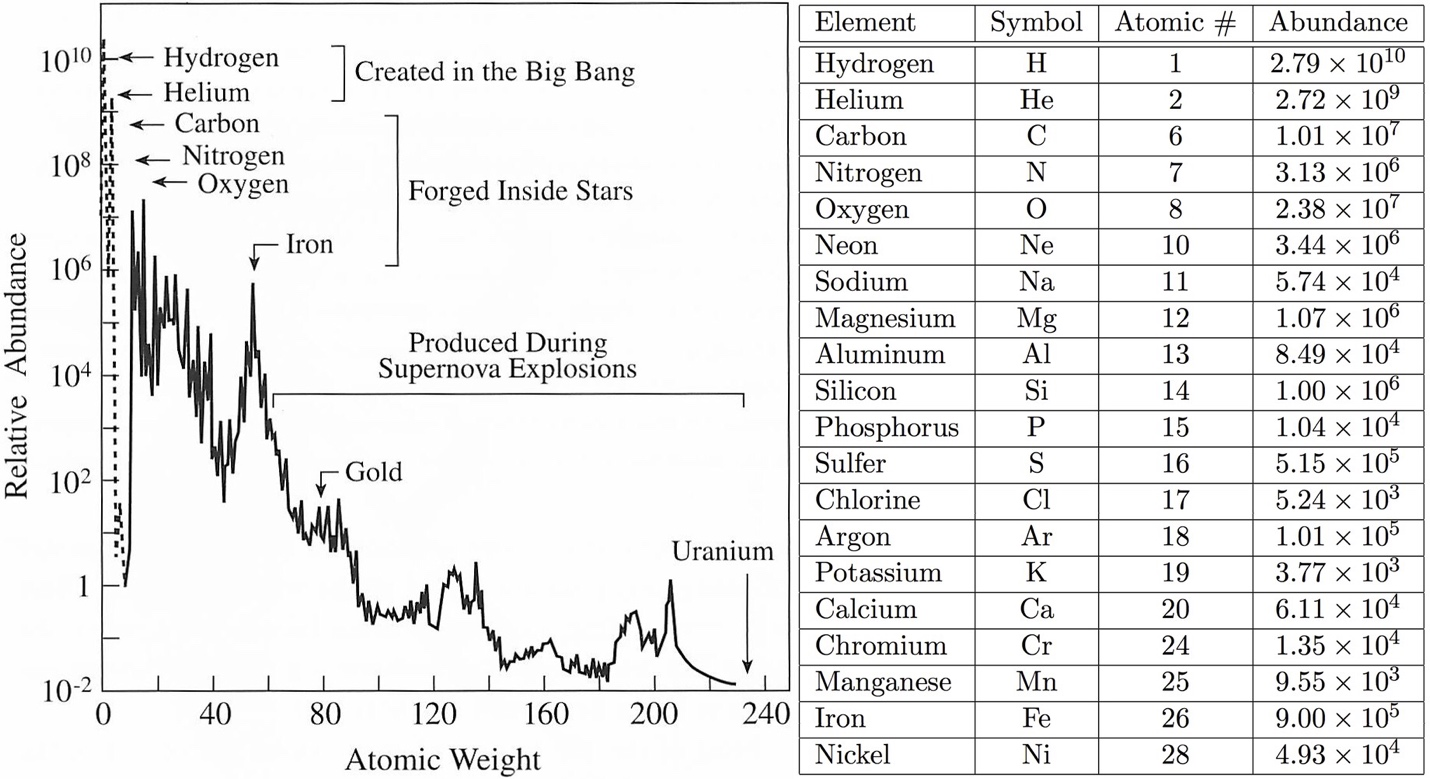 10^10
10^8
10^6
10^4
10^2
1
10^-2
Relative Abundance
Hydrogen
Helium
Created in the Big Bang
Carbon
Nitrogen
Oxygen
Forged Inside Stars
Iron
Produced During
Supernova Explosions
Gold
Uranium
0 40 80 120 160 200 240
Atomic Weight
Element Symbol Atomic # Abundance
Hydrogen H 1 2.79 × 10^10
Helium He 2 2.72 × 10^9
Carbon C 6 1.01 × 10^7
Nitrogen N 7 3.13 × 10^6
Oxygen O 8 2.38 × 10^7
Neon Ne 10 3.44 × 10^6
Sodium Na 11 5.74 × 10^4
Magnesium Mg 12 1.07 × 10^6
Aluminum Al 13 8.49 × 10^4
Silicon Si 14 1.00 × 10^6
Phosphorus P 15 1.04 × 10^4
Sulfer S 16 5.15 × 10^5
Chlorine Cl 17 5.24 × 10^3
Argon Ar 18 1.01 × 10^5
Potassium K 19 3.77 × 10^3
Calcium Ca 20 6.11 × 10^4
Chromium Cr 24 1.35 × 10^4
Manganese Mn 25 9.55 × 10^3
Iron Fe 26 9.00 × 10^5
Nickel Ni 28 4.93 × 10^4